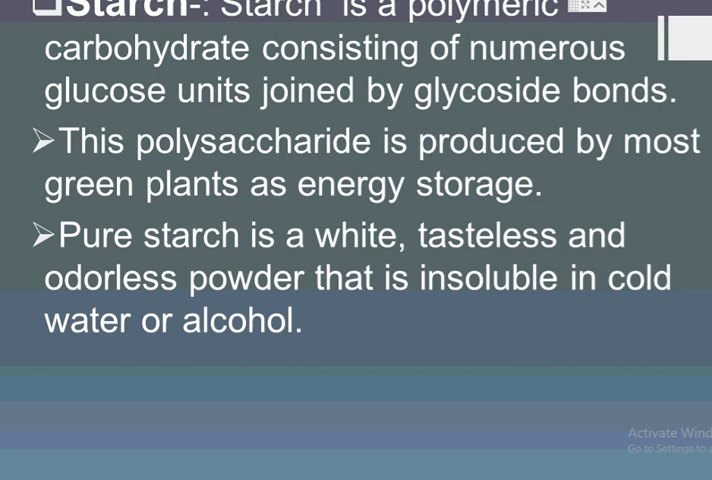 ❑Starch-: Starch is a polymeric
carbohydrate consisting of numerous
glucose units joined by glycoside bonds.
➢This polysaccharide is produced by most
green plants as energy storage.
➢Pure starch is a white, tasteless and
odorless powder that is insoluble in cold
water or alcohol.
Activate Wind
Go to Settings to a